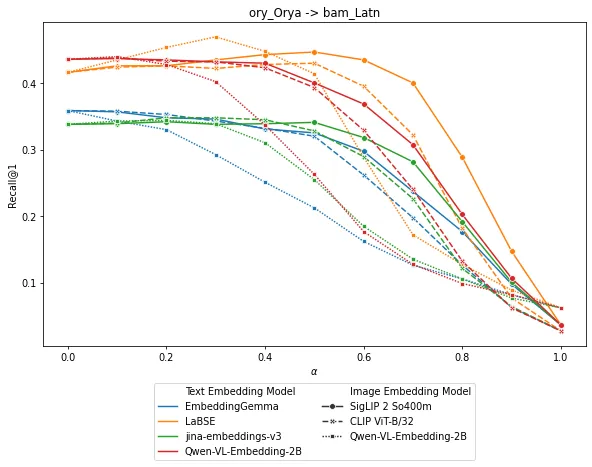 ory_Orya -> bam_Latn
Recall@1
0.4
0.3
0.2
0.1
0.0
0.2
0.4
0.6
0.8
1.0
α
Text Embedding Model
EmbeddingGemma
LaBSE
jina-embeddings-v3
Qwen-VL-Embedding-2B
Image Embedding Model
SigLIP 2 So400m
CLIP ViT-B/32
Qwen-VL-Embedding-2B